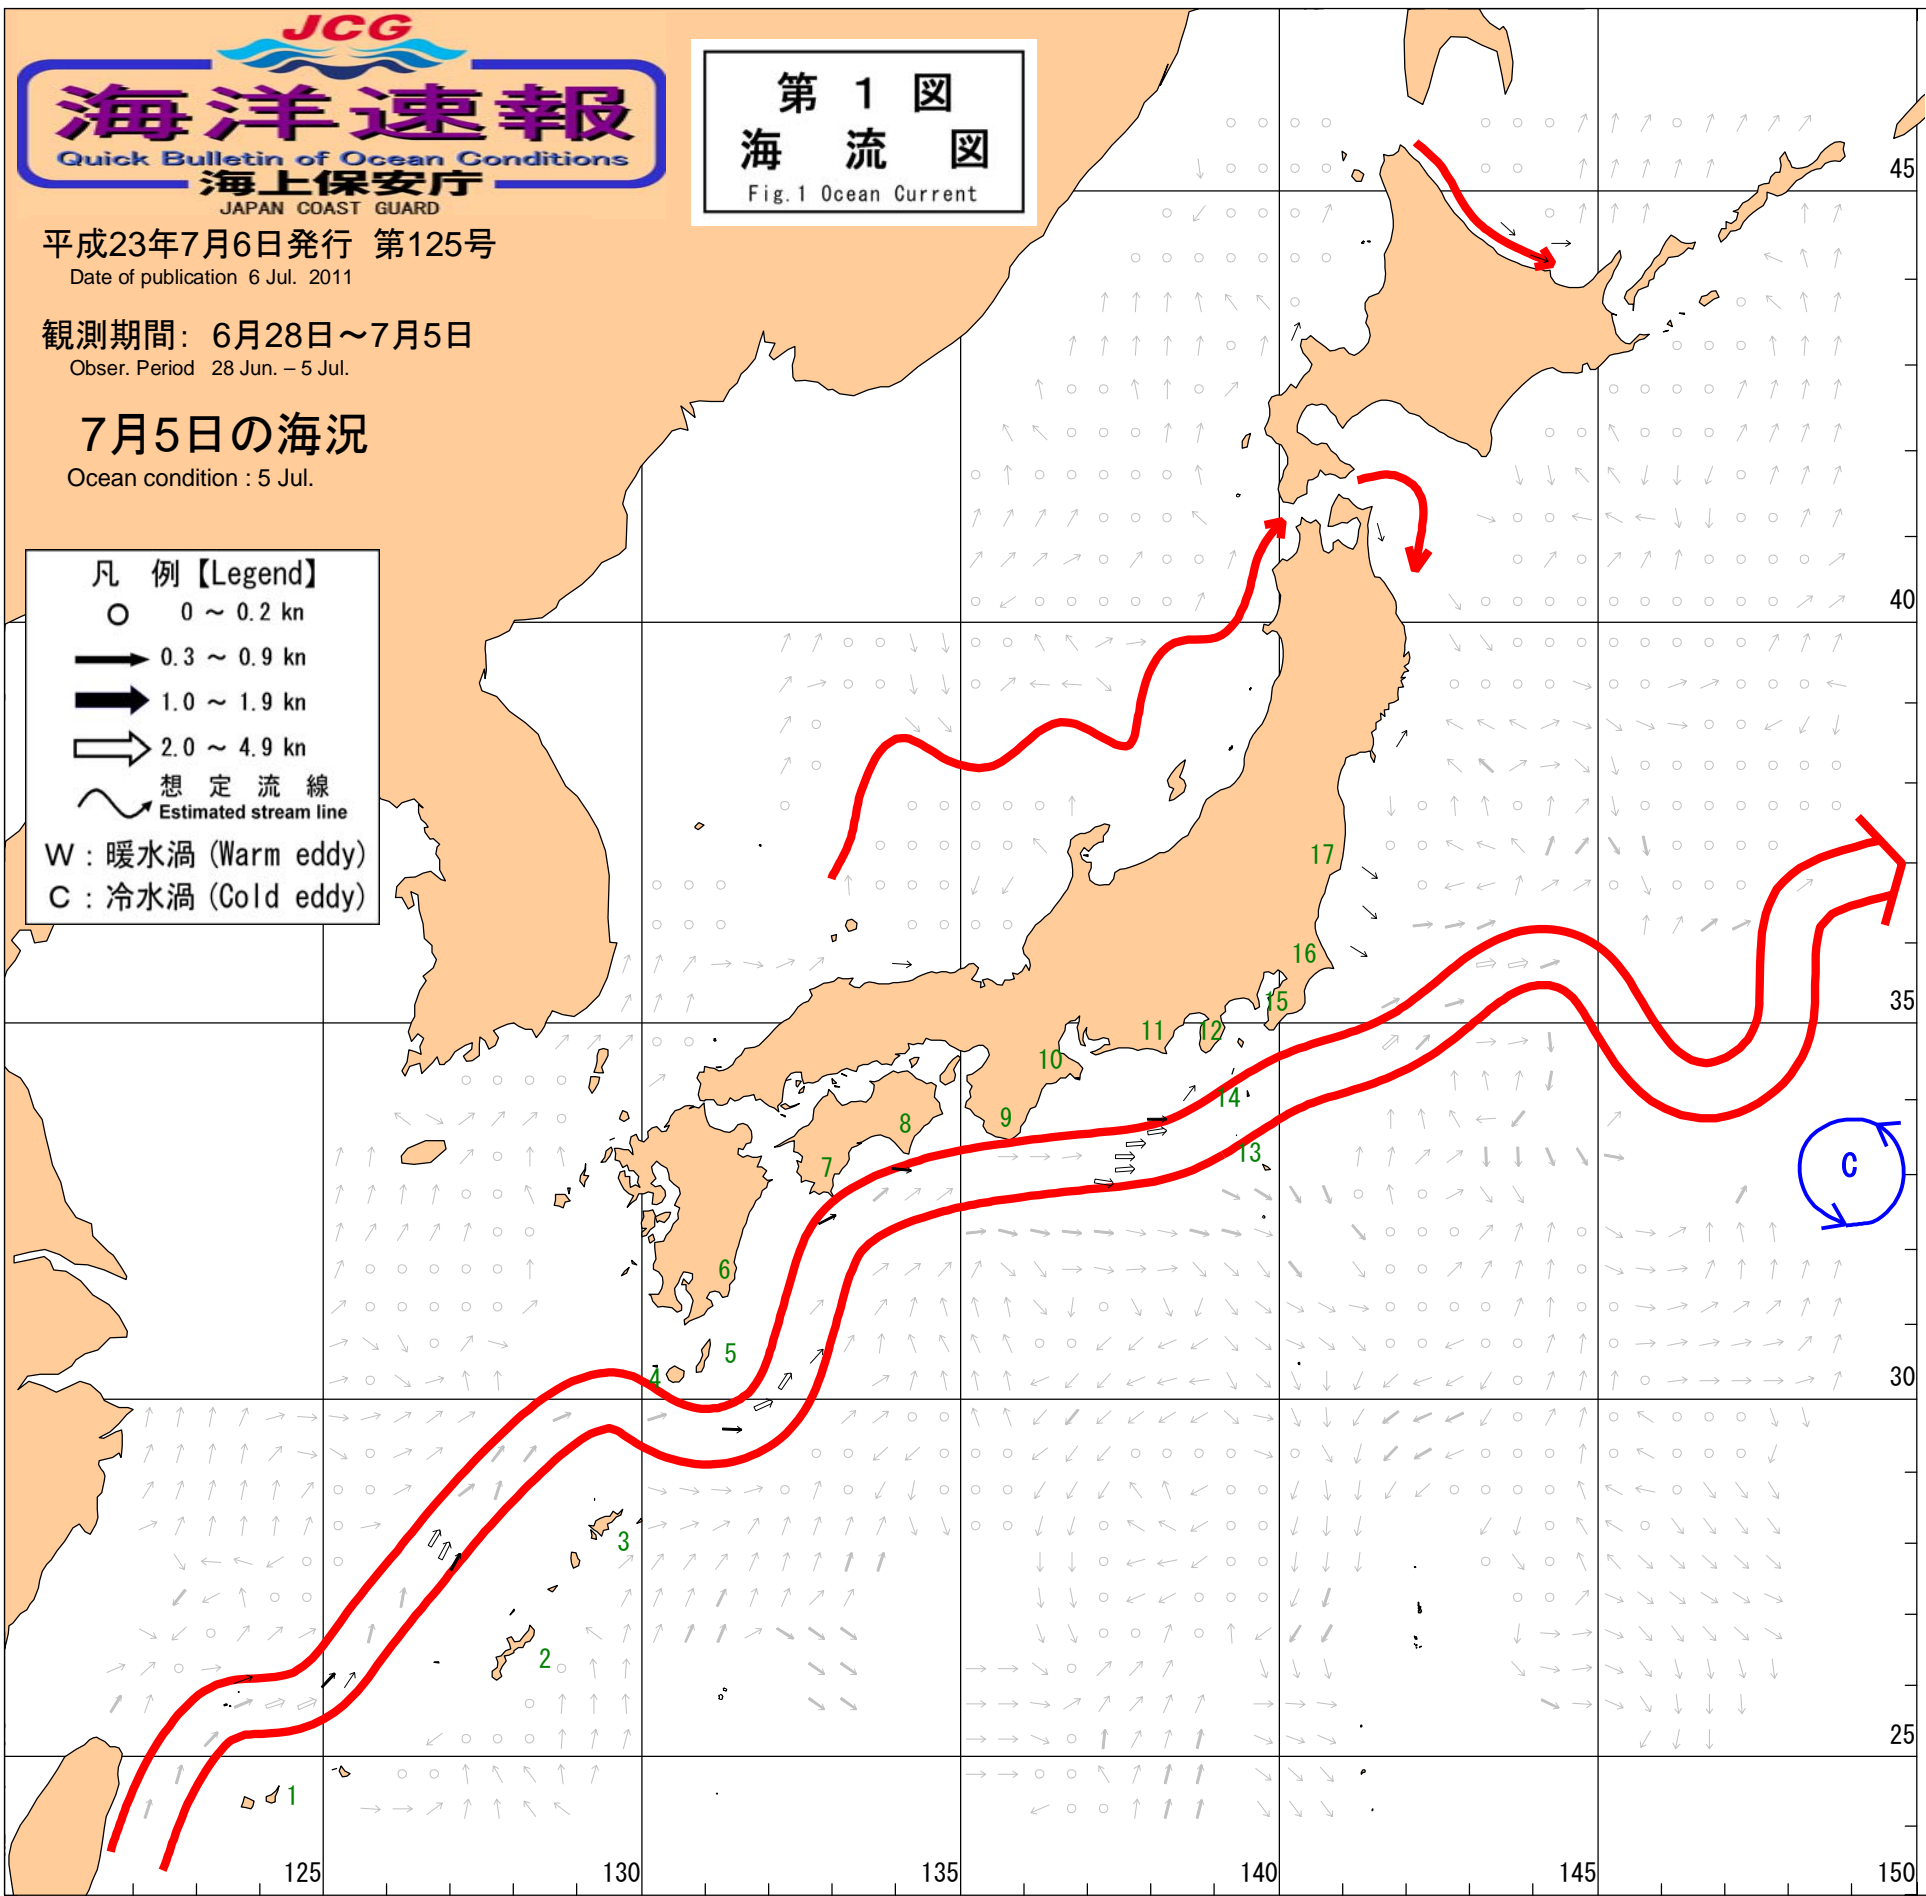 JCG
海洋速報
Quick Bulletin of Ocean Conditions
海上保安庁
JAPAN COAST GUARD
第 1 図
海 流 図
Fig.1 Ocean Current
平成23年7月6日発行 第125号
Date of publication 6 Jul. 2011
観測期間: 6月28日～7月5日
Obser. Period 28 Jun. – 5 Jul.
7月5日の海況
Ocean condition : 5 Jul.
凡 例【Legend】
0 ～ 0.2 kn
0.3 ～ 0.9 kn
1.0 ～ 1.9 kn
2.0 ～ 4.9 kn
想 定 流 線
Estimated stream line
W : 暖水渦 (Warm eddy)
C : 冷水渦 (Cold eddy)
45
40
17
16
35
15
11
12
10
14
9
8
13
C
7
6
5
4
30
3
2
25
1
125
130
135
140
145
150